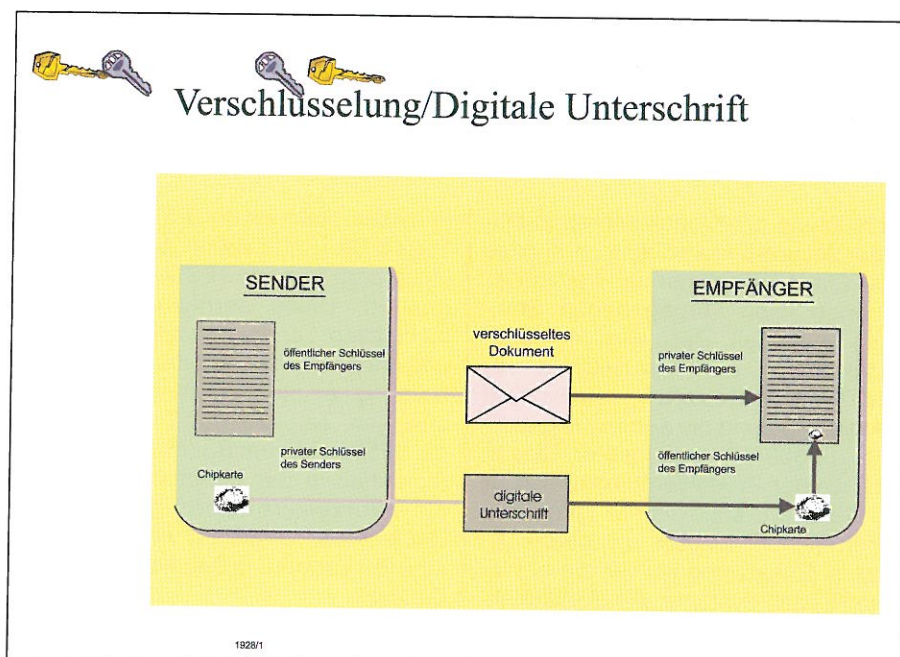 Verschlüsselung/Digitale Unterschrift
SENDER
öffentlicher Schlüssel
des Empfängers
privater Schlüssel
des Senders
Chipkarte
verschlüsseltes
Dokument
digitale
Unterschrift
EMPFÄNGER
privater Schlüssel
des Empfängers
öffentlicher Schlüssel
des Empfängers
Chipkarte
1928/1